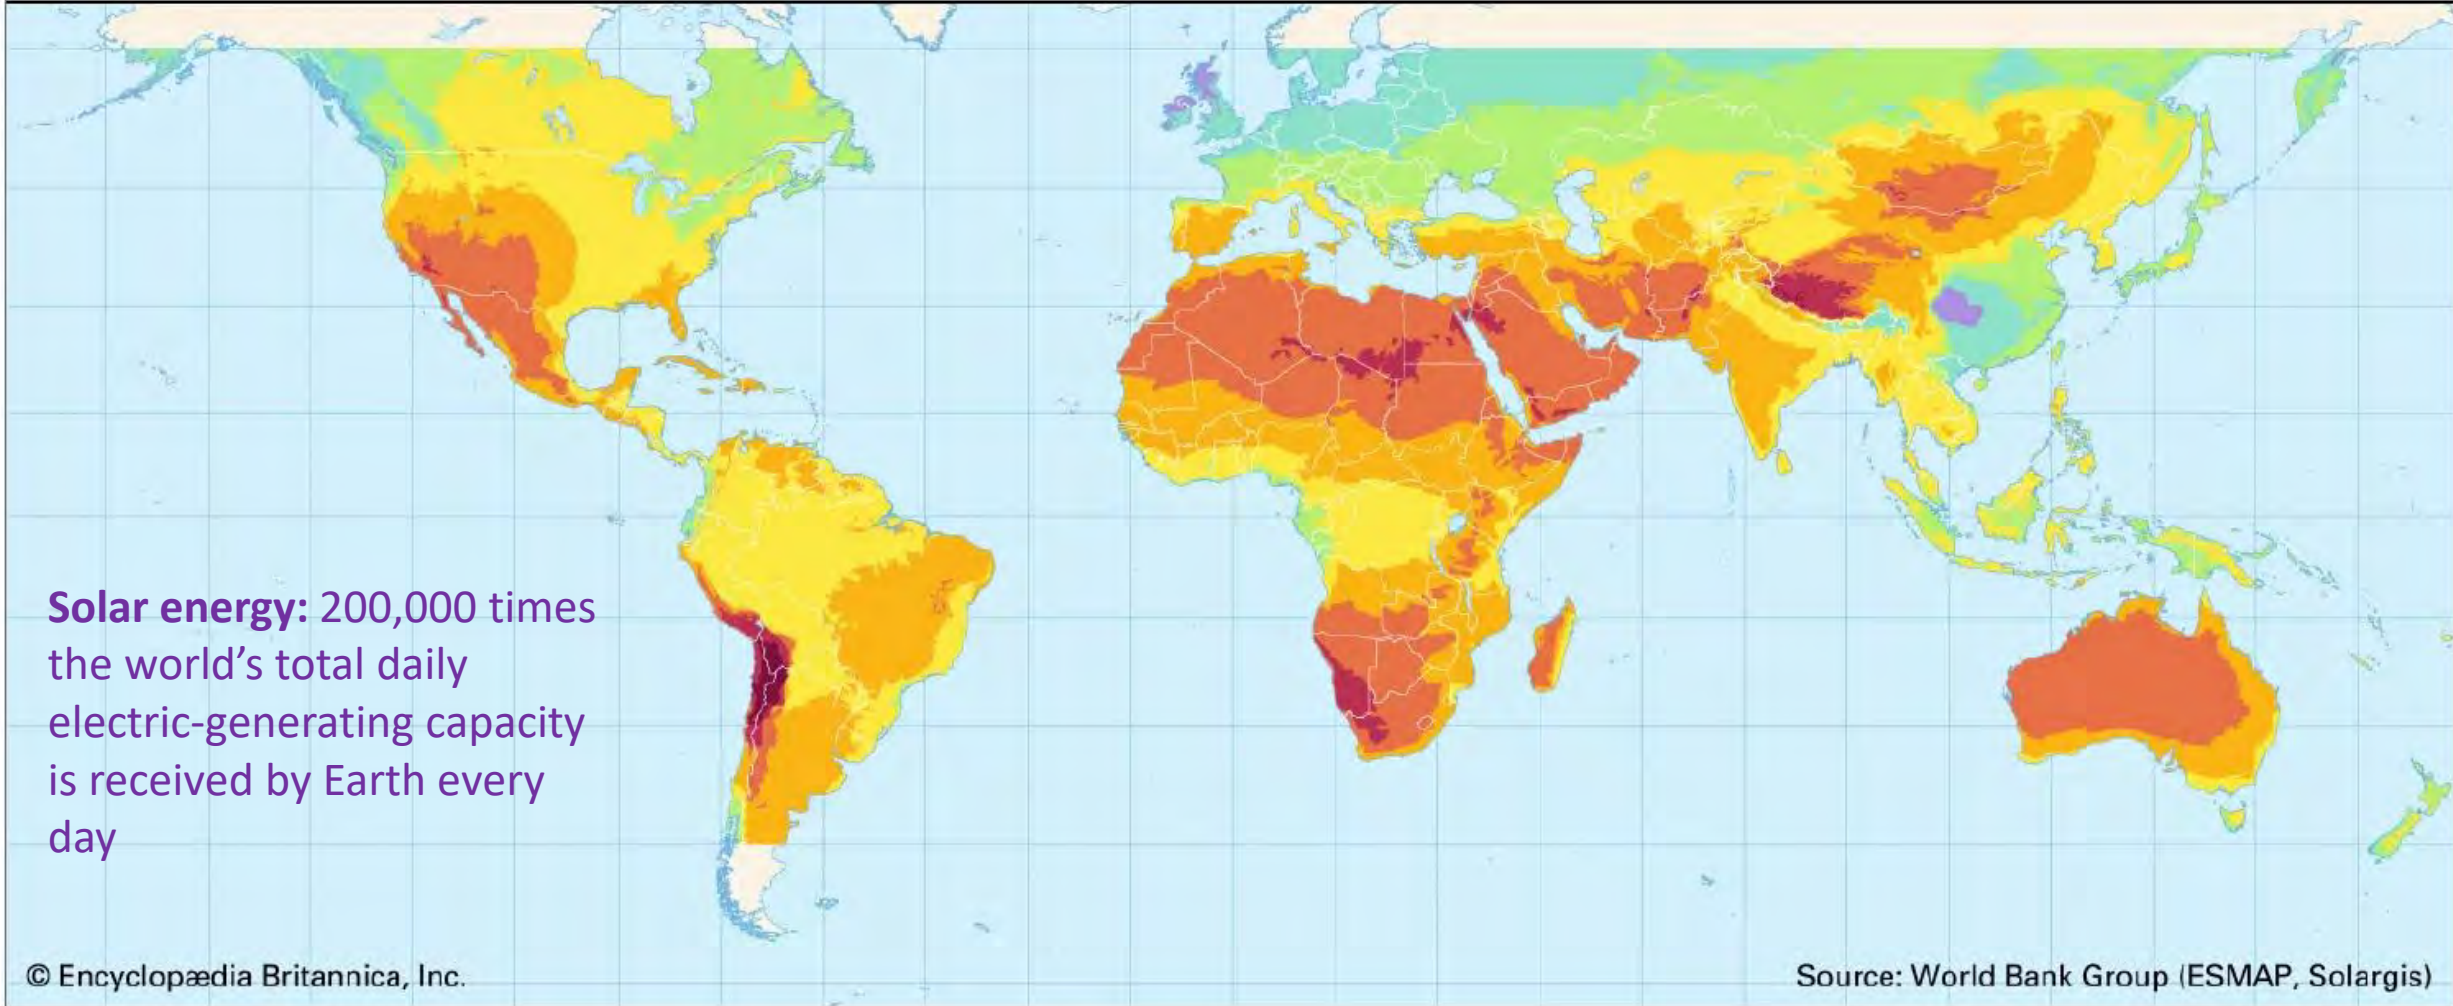 Solar energy: 200,000 times
the world’s total daily
electric-generating capacity
is received by Earth every
day
© Encyclopædia Britannica, Inc.
Source: World Bank Group (ESMAP, Solargis)